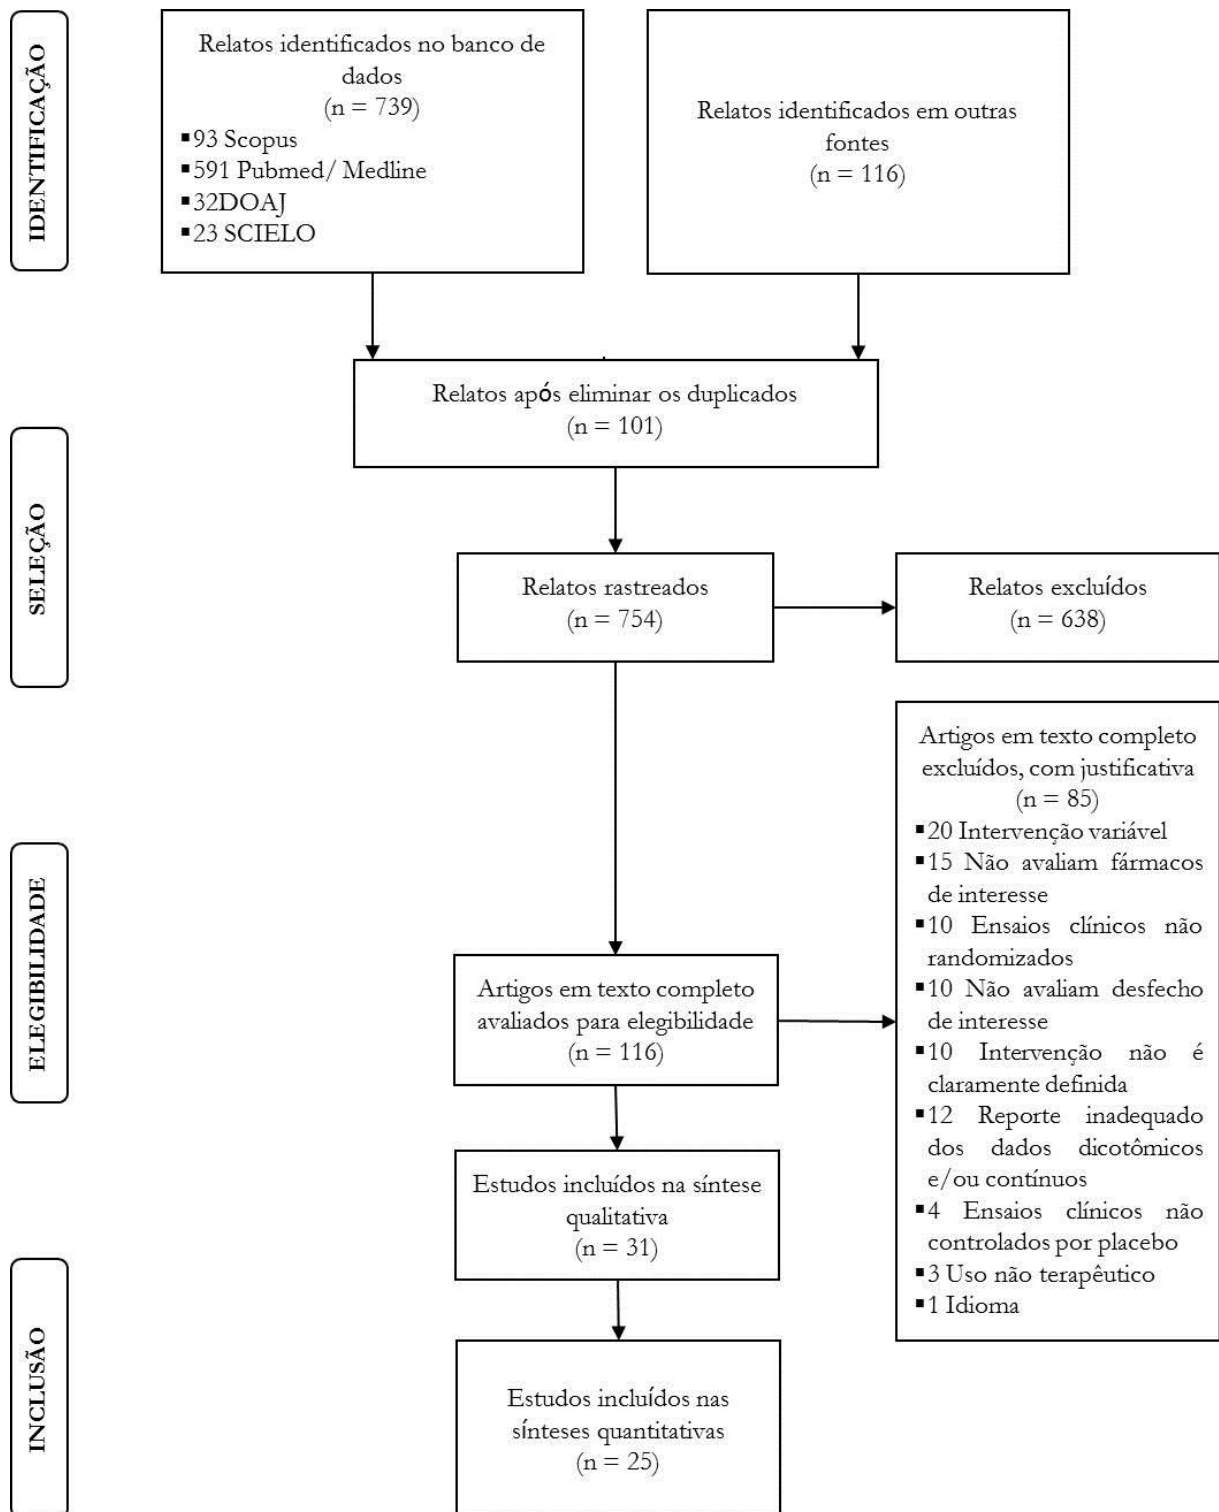 IDENTIFICAÇÃO
Relatos identificados no banco de
dados
(n = 739)
▪93 Scopus
▪591 Pubmed/ Medline
▪32DOAJ
▪23 SCIELO
Relatos identificados em outras
fontes
(n = 116)
Relatos após eliminar os duplicados
(n = 101)
SELEÇÃO
Relatos rastreados
(n = 754)
Relatos excluídos
(n = 638)
ELEGIBILIDADE
Artigos em texto completo
avaliados para elegibilidade
(n = 116)
Artigos em texto completo
excluídos, com justificativa
(n = 85)
▪20 Intervenção variável
▪15 Não avaliam fármacos
de interesse
▪10 Ensaios clínicos não
randomizados
▪10 Não avaliam desfecho
de interesse
▪10 Intervenção não é
claramente definida
▪12 Reporte inadequado
dos dados dicotômicos
e/ou contínuos
▪4 Ensaios clínicos não
controlados por placebo
▪3 Uso não terapêutico
▪1 Idioma
Estudos incluídos na síntese
qualitativa
(n = 31)
INCLUSÃO
Estudos incluídos nas
sínteses quantitativas
(n = 25)